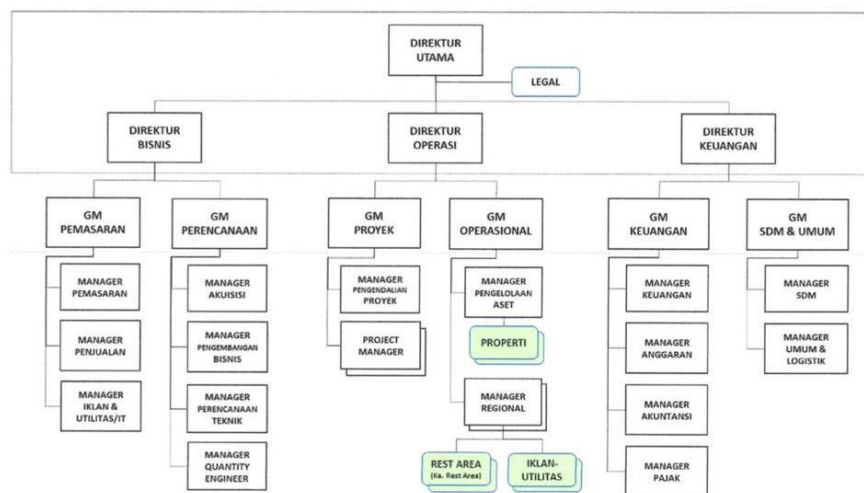 DIREKTUR
UTAMA
LEGAL
DIREKTUR
BISNIS
DIREKTUR
OPERASI
DIREKTUR
KEUANGAN
GM
PEMASARAN
GM
PERENCANAAN
GM
PROYEK
GM
OPERASIONAL
GM
KEUANGAN
GM
SDM & UMUM
MANAGER
PEMASARAN
MANAGER
PENJUALAN
MANAGER
IKLAN &
UTILITAS/IT
MANAGER
AKUISISI
MANAGER
PENGEMBANGAN
BISNIS
MANAGER
PERENCANAAN
TEKNIK
MANAGER
QUANTITY
ENGINEER
MANAGER
PENGENDALIAN
PROYEK
PROJECT
MANAGER
MANAGER
PENGELOLAAN
ASET
PROPERTI
MANAGER
REGIONAL
REST AREA
(Ka. Rest Area)
IKLAN-
UTILITAS
MANAGER
KEUANGAN
MANAGER
ANGGARAN
MANAGER
AKUNTANSI
MANAGER
PAJAK
MANAGER
SDM
MANAGER
UMUM &
LOGISTIK